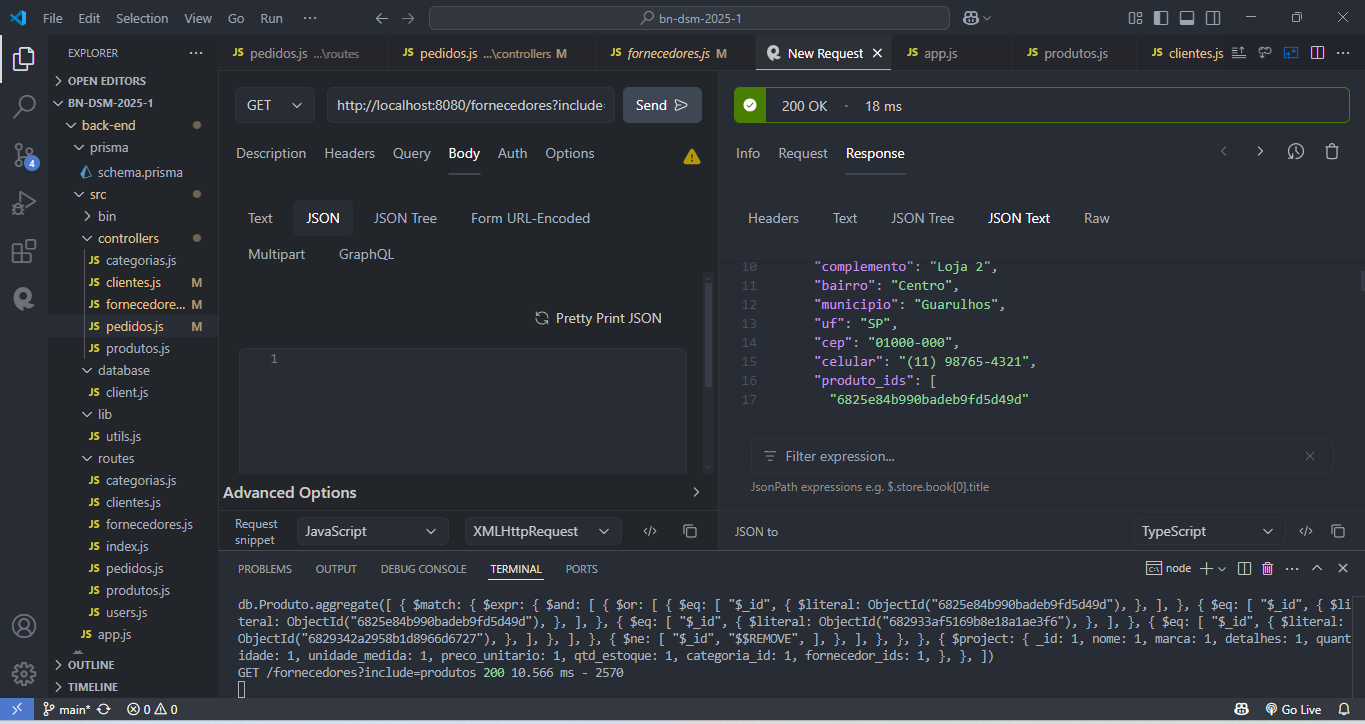 File Edit Selection View Go Run ··· bn-dsm-2025-1
EXPLORER ···
OPEN EDITORS
BN-DSM-2025-1
back-end
prisma
schema.prisma
src
bin
controllers
JS categorias.js
JS clientes.js M
JS fornecedore... M
JS pedidos.js M
JS produtos.js
database
JS client.js
lib
JS utils.js
routes
JS categorias.js
JS clientes.js
JS fornecedores.js
JS index.js
JS pedidos.js
JS produtos.js
JS users.js
JS app.js
OUTLINE
TIMELINE
4
JS pedidos.js ...\routes JS pedidos.js ...\controllers M JS fornecedores.js M New Request JS app.js JS produtos.js JS clientes.js ···
GET http://localhost:8080/fornecedores?include= Send
Description Headers Query Body Auth Options
Text JSON JSON Tree Form URL-Encoded
Multipart GraphQL
Pretty Print JSON
1
Advanced Options
Request snippet JavaScript XMLHttpRequest
200 OK · 18 ms
Info Request Response
Headers Text JSON Tree JSON Text Raw
10 "complemento": "Loja 2",
11 "bairro": "Centro",
12 "municipio": "Guarulhos",
13 "uf": "SP",
14 "cep": "01000-000",
15 "celular": "(11) 98765-4321",
16 "produto_ids": [
17 "6825e84b990badeb9fd5d49d"
Filter expression...
JsonPath expressions e.g. $.store.book[0].title
JSON to TypeScript
PROBLEMS OUTPUT DEBUG CONSOLE TERMINAL PORTS node ···
db.Produto.aggregate([ { $match: { $expr: { $and: [ { $or: [ { $eq: [ "$_id", { $literal: ObjectId("6825e84b990badeb9fd5d49d"), }, ], }, { $eq: [ "$_id", { $li
teral: ObjectId("6825e84b990badeb9fd5d49d"), }, ], }, { $eq: [ "$_id", { $literal: ObjectId("682933af5169b8e18a1ae3f6"), }, ], }, { $eq: [ "$_id", { $literal:
ObjectId("6829342a2958b1d8966d6727"), }, ], }, ], }, { $ne: [ "$_id", "$$REMOVE", ], }, ], }, }, }, { $project: { _id: 1, nome: 1, marca: 1, detalhes: 1, quant
idade: 1, unidade_medida: 1, preco_unitario: 1, qtd_estoque: 1, categoria_id: 1, fornecedor_ids: 1, }, }, ])
GET /fornecedores?include=produtos 200 10.566 ms - 2570
main* 0 0 Go Live